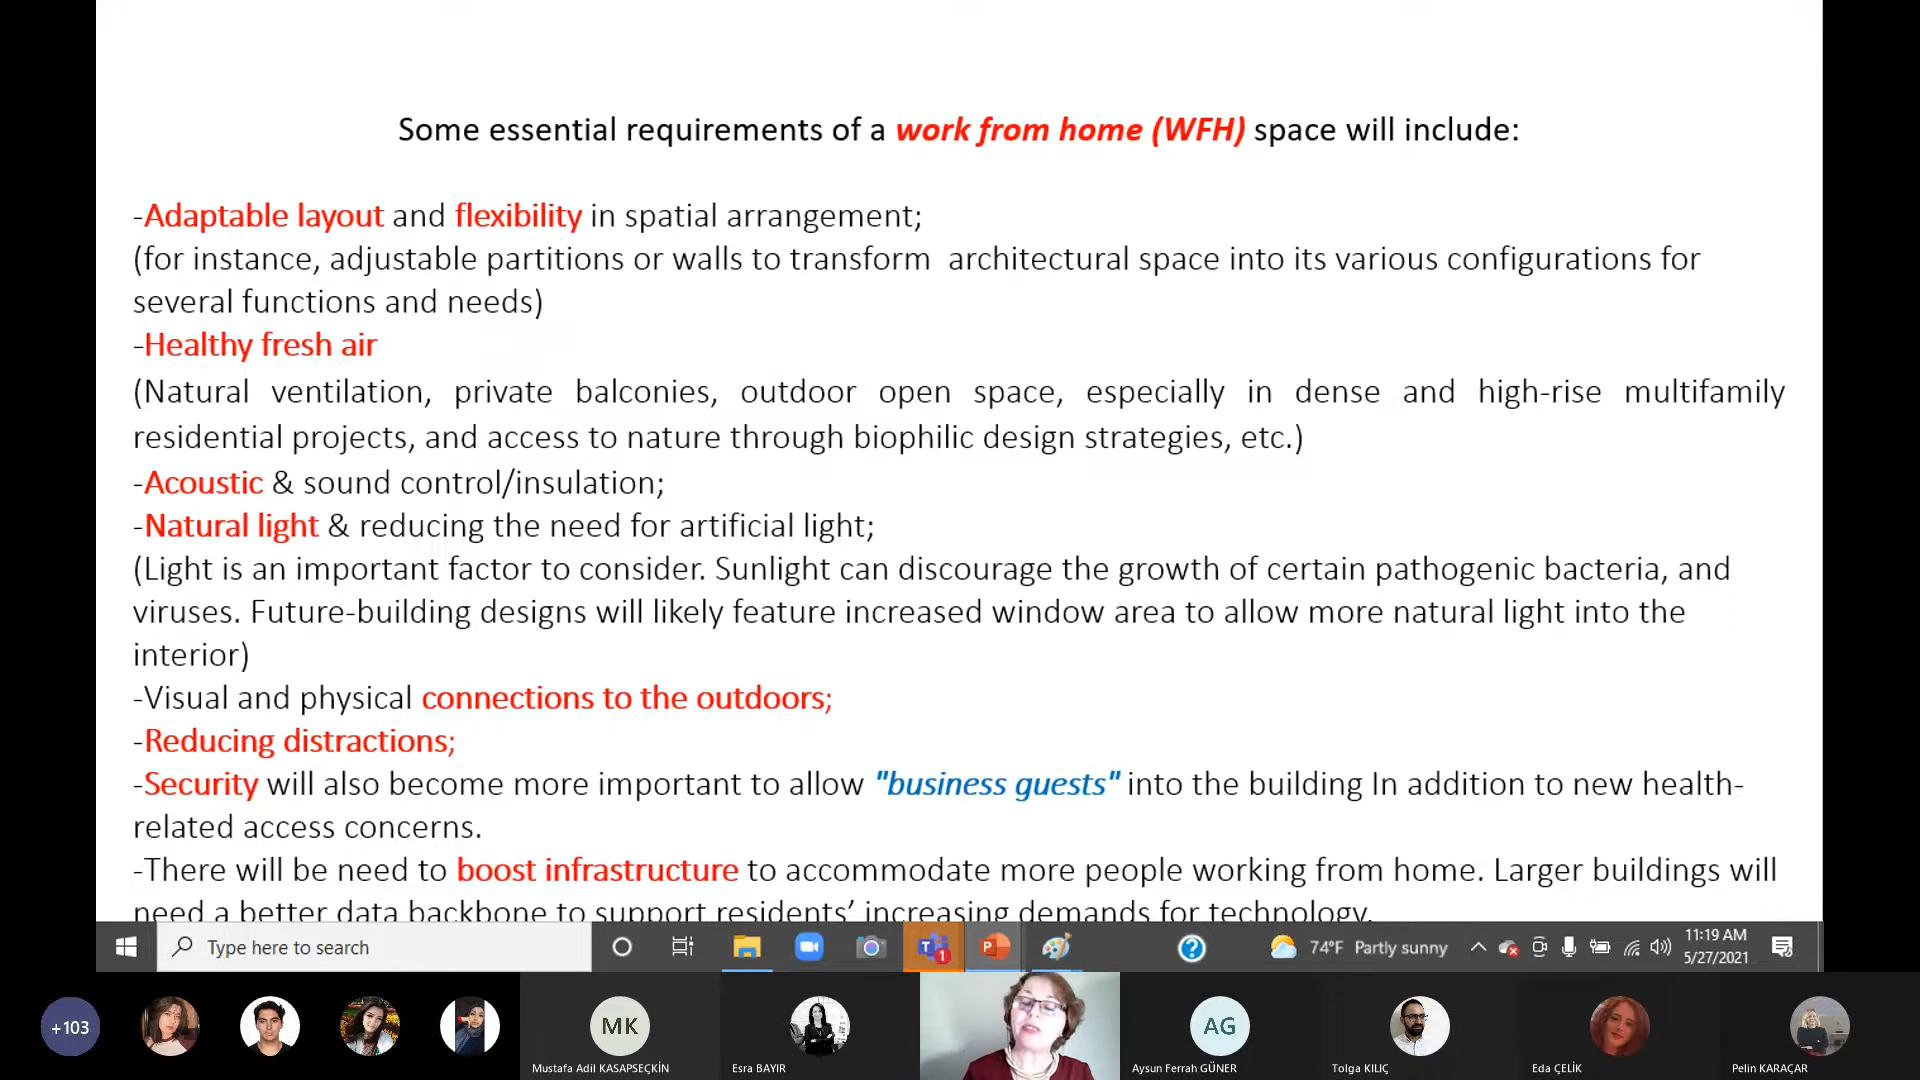 Some essential requirements of a work from home (WFH) space will include:
-Adaptable layout and flexibility in spatial arrangement;
(for instance, adjustable partitions or walls to transform  architectural space into its various configurations for
several functions and needs)
-Healthy fresh air
(Natural ventilation, private balconies, outdoor open space, especially in dense and high-rise multifamily
residential projects, and access to nature through biophilic design strategies, etc.)
-Acoustic & sound control/insulation;
-Natural light & reducing the need for artificial light;
(Light is an important factor to consider. Sunlight can discourage the growth of certain pathogenic bacteria, and
viruses. Future-building designs will likely feature increased window area to allow more natural light into the
interior)
-Visual and physical connections to the outdoors;
-Reducing distractions;
-Security will also become more important to allow "business guests" into the building In addition to new health-
related access concerns.
-There will be need to boost infrastructure to accommodate more people working from home. Larger buildings will
need a better data backbone to support residents’ increasing demands for technology.
Type here to search
T
1
P
?
74°F Partly sunny
11:19 AM
5/27/2021
+103
MK
AG
Mustafa Adil KASAPSEÇKİN
Esra BAYIR
Aysun Ferrah GÜNER
Tolga KILIÇ
Eda ÇELİK
Pelin KARAÇAR